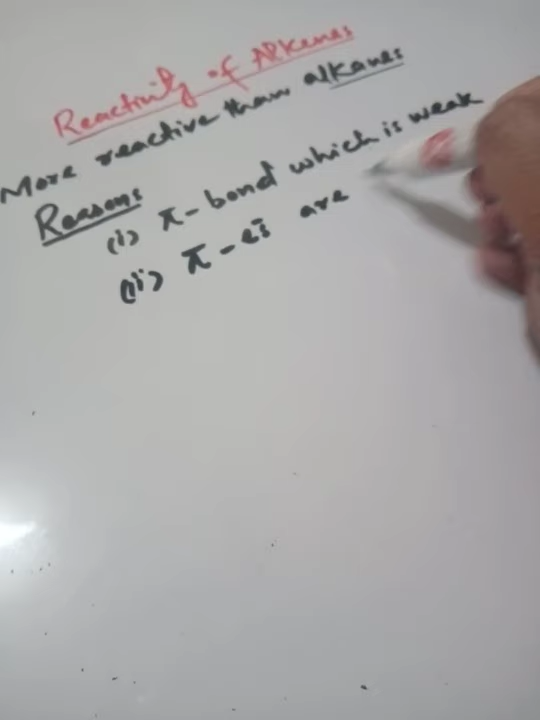 Reactivity of Alkenes
More reactive than alkanes
Reasons
(i) π-bond which is weak
(ii) π-es̄ are